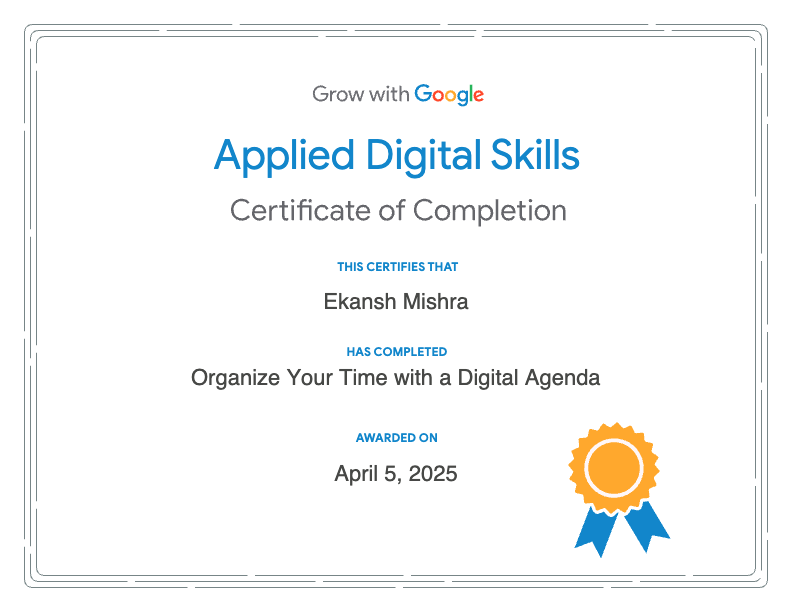 Grow with Google
Applied Digital Skills
Certificate of Completion
THIS CERTIFIES THAT
Ekansh Mishra
HAS COMPLETED
Organize Your Time with a Digital Agenda
AWARDED ON
April 5, 2025